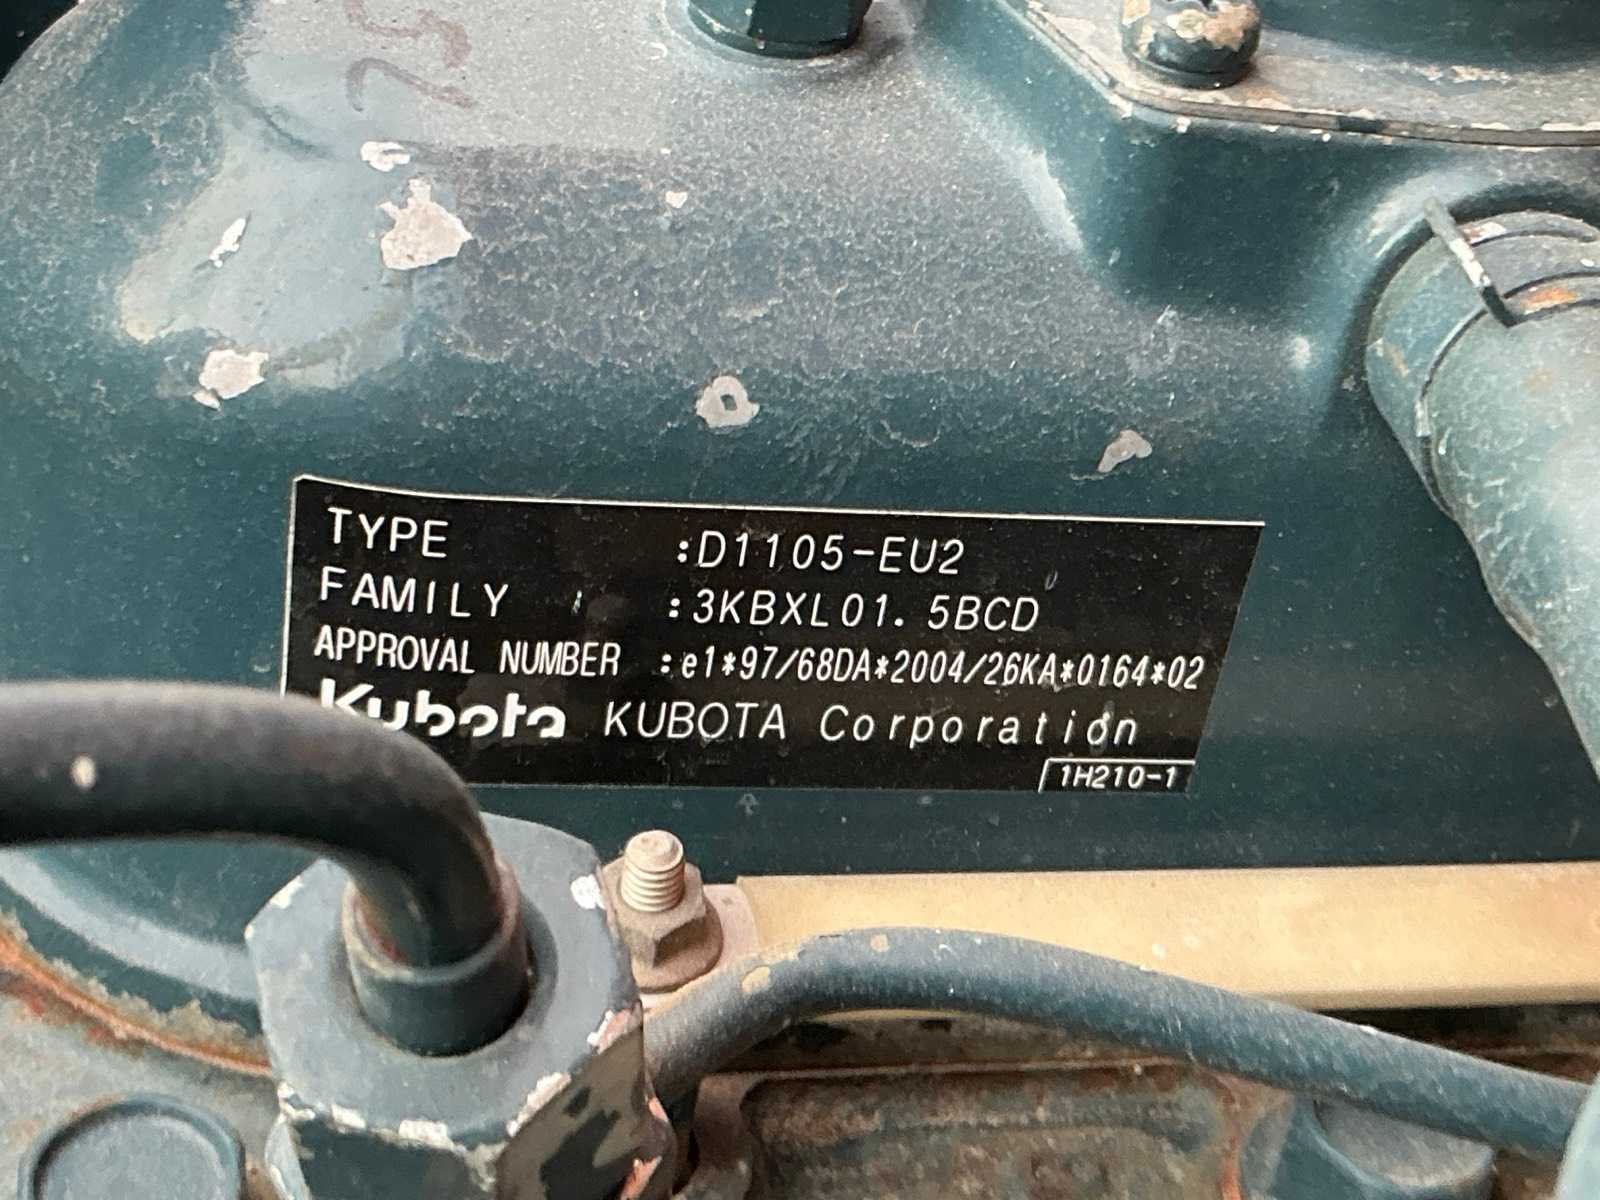 TYPE :D1105-EU2
FAMILY :3KBXL01.5BCD
APPROVAL NUMBER :e1*97/68DA*2004/26KA*0164*02
Kubota KUBOTA Corporation
1H210-1